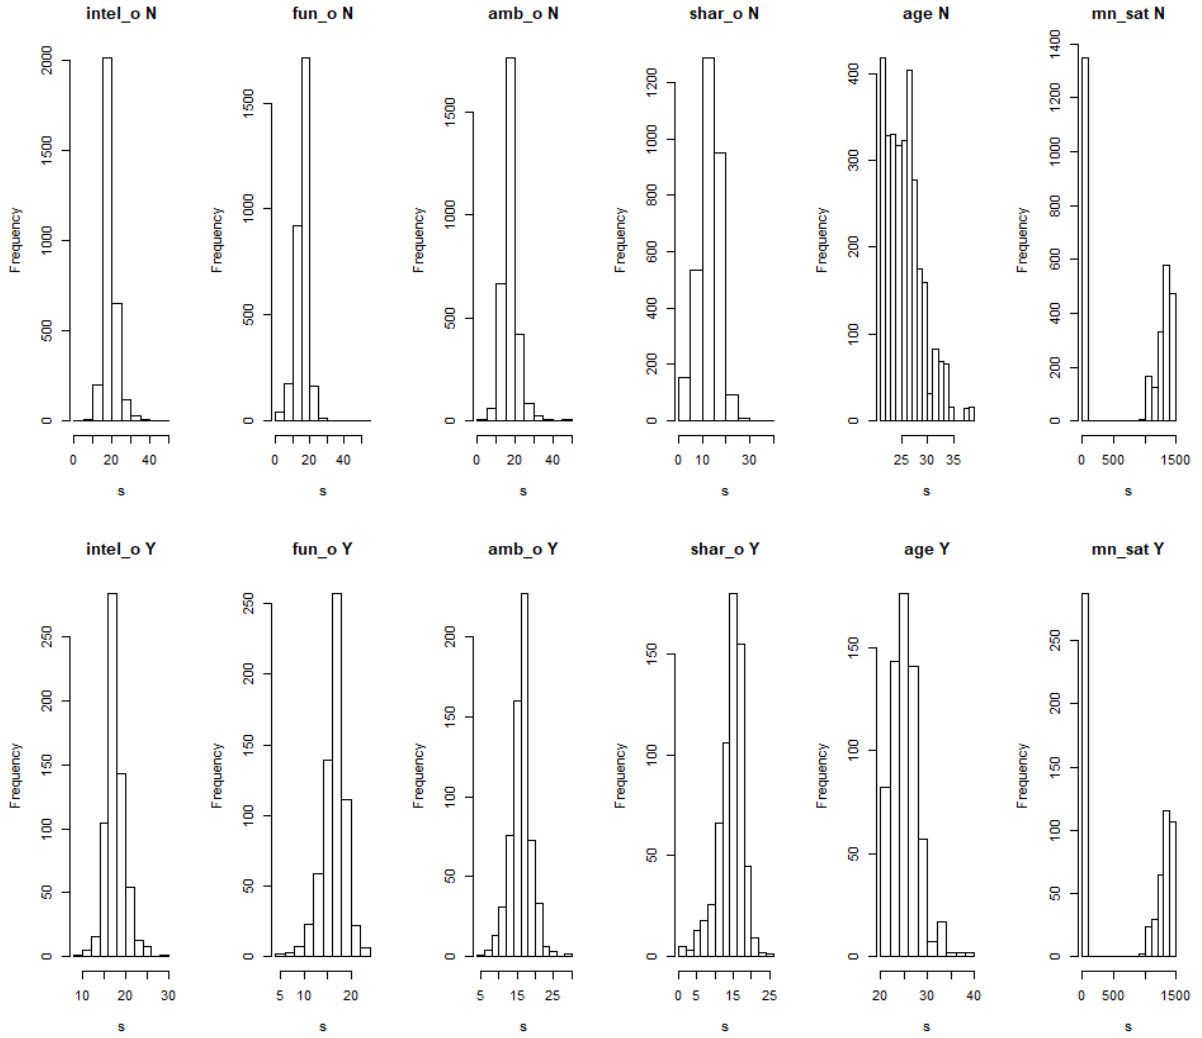 intel_o N
Frequency
0
500
1000
1500
2000
0 20 40
s
fun_o N
Frequency
0
500
1000
1500
0 20 40
s
amb_o N
Frequency
0
500
1000
1500
0 20 40
s
shar_o N
Frequency
0
200
400
600
800
1000
1200
0 10 30
s
age N
Frequency
0
100
200
300
400
25 30 35
s
mn_sat N
Frequency
0
200
400
600
800
1000
1200
1400
0 500 1500
s
intel_o Y
Frequency
0
50
100
150
200
250
10 20 30
s
fun_o Y
Frequency
0
50
100
150
200
250
5 10 20
s
amb_o Y
Frequency
0
50
100
150
200
5 15 25
s
shar_o Y
Frequency
0
50
100
150
0 5 15 25
s
age Y
Frequency
0
50
100
150
20 30 40
s
mn_sat Y
Frequency
0
50
100
150
200
250
0 500 1500
s